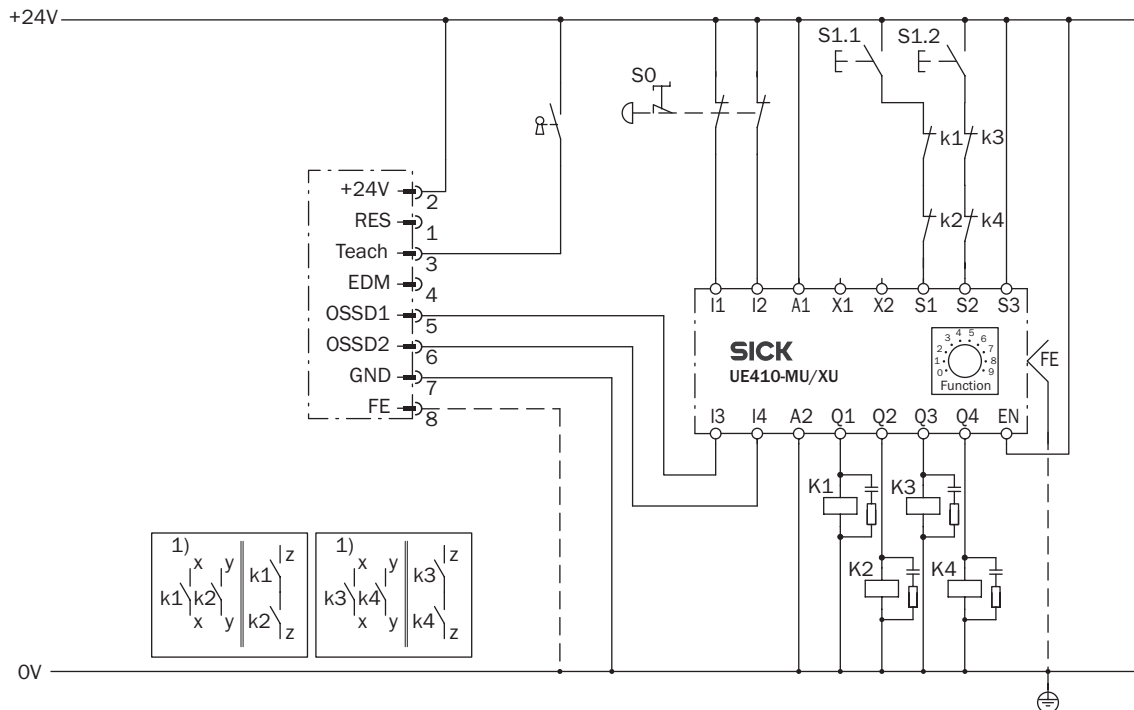 +24V
S1.1
S1.2
S0
k1
k3
k2
k4
+24V
2
RES
1
Teach
3
EDM
4
OSSD1
5
OSSD2
6
GND
7
FE
8
I1
I2
A1
X1
X2
S1
S2
S3
SICK
UE410-MU/XU
0
1
2
3
4
5
6
7
8
9
Function
FE
I3
I4
A2
Q1
Q2
Q3
Q4
EN
K1
K3
K2
K4
1)
x
y
z
k1
k2
k1
x
y
k2
z
1)
x
y
z
k3
k4
k3
x
y
k4
z
0V